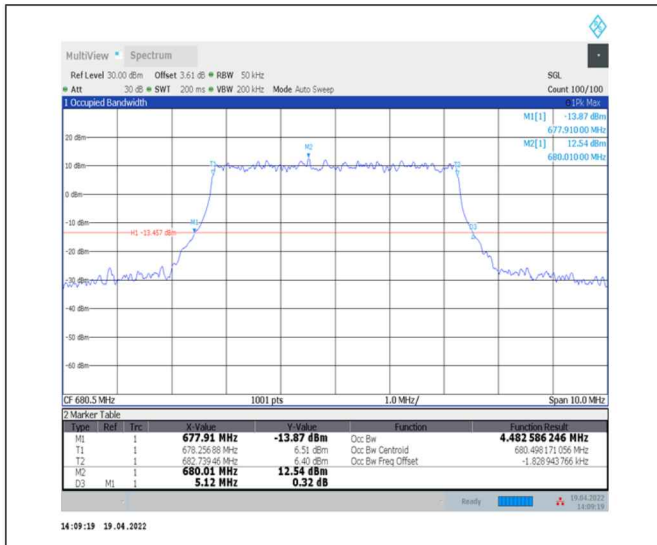 MultiView Spectrum
Ref Level 30.00 dBm Offset 3.61 dB RBW 50 kHz SGL
Att 30 dB SWT 200 ms VBW 200 kHz Mode Auto Sweep Count 100/100
1 Occupied Bandwidth 1Pk Max
M1[1] -13.87 dBm
677.91000 MHz
M2[1] 12.54 dBm
680.01000 MHz
20 dBm
M2
T1 T2
10 dBm
0 dBm
-10 dBm
M1 D3
H1 -13.457 dBm
-20 dBm
-30 dBm
-40 dBm
-50 dBm
-60 dBm
CF 680.5 MHz 1001 pts 1.0 MHz/ Span 10.0 MHz
2 Marker Table
Type Ref Trc X-Value Y-Value Function Function Result
M1 1 677.91 MHz -13.87 dBm Occ Bw 4.482 586 246 MHz
T1 1 678.256 88 MHz 6.51 dBm Occ Bw Centroid 680.498 171 056 MHz
T2 1 682.739 46 MHz 6.40 dBm Occ Bw Freq Offset -1.828 943 766 kHz
M2 1 680.01 MHz 12.54 dBm
D3 M1 1 5.12 MHz 0.32 dB
Ready 19.04.2022
14:09:19
14:09:19 19.04.2022